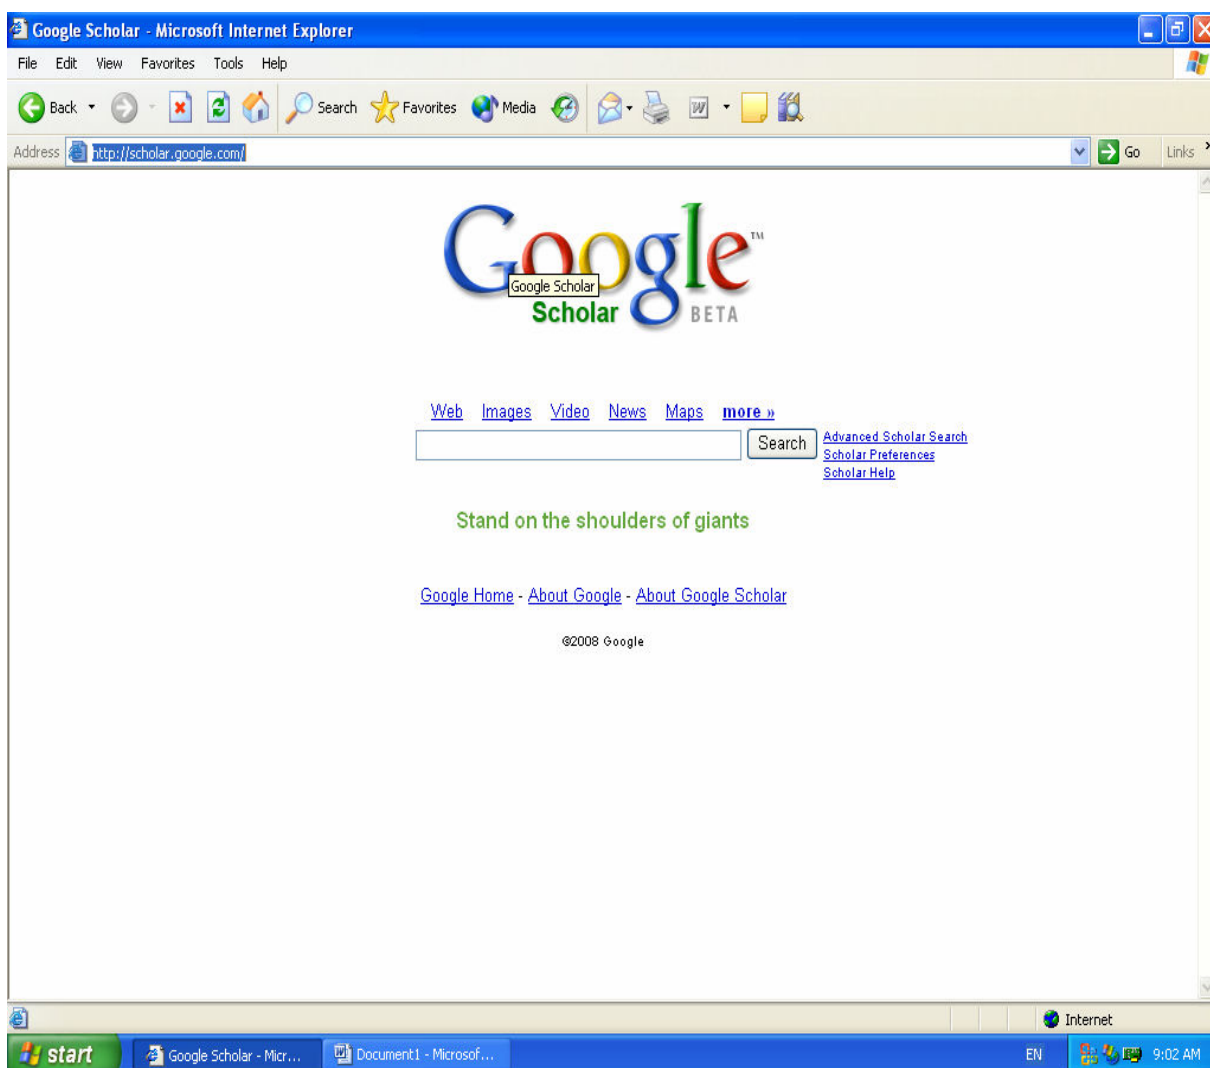 Google Scholar - Microsoft Internet Explorer
File Edit View Favorites Tools Help
Back Search Favorites Media
Address http://scholar.google.com/ Go Links
Google™
Google Scholar
Scholar BETA
Web Images Video News Maps more »
Search
Advanced Scholar Search
Scholar Preferences
Scholar Help
Stand on the shoulders of giants
Google Home - About Google - About Google Scholar
©2008 Google
Internet
start Google Scholar - Micr... Document1 - Microsof... EN 9:02 AM